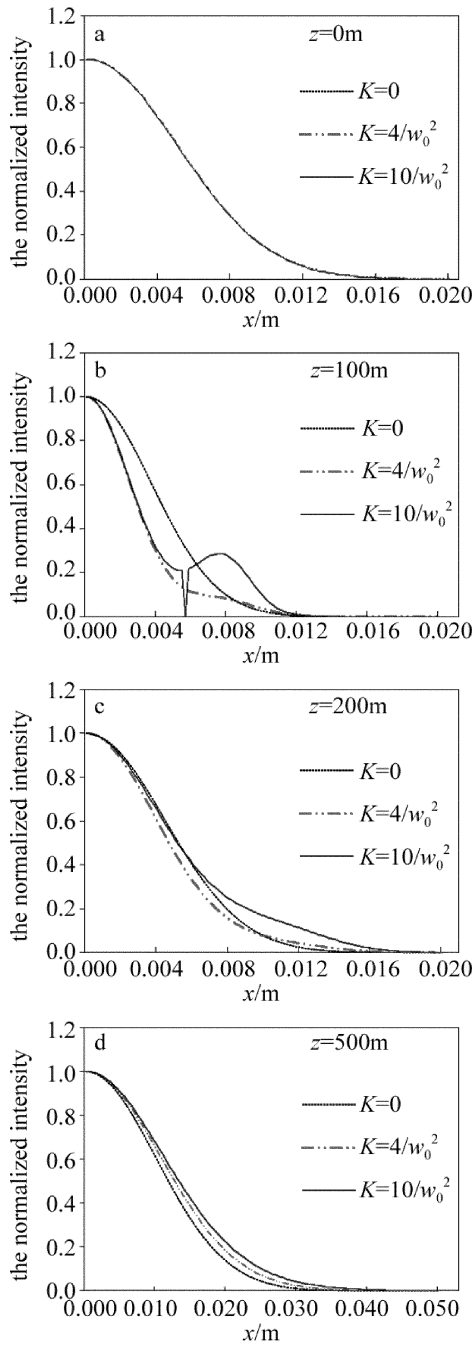 1.2
a
z=0m
1.0
K=0
0.8
K=4/w₀²
0.6
K=10/w₀²
0.4
0.2
0.0
0.000 0.004 0.008 0.012 0.016 0.020
x/m
the normalized intensity
1.2
b
z=100m
1.0
K=0
0.8
K=4/w₀²
0.6
K=10/w₀²
0.4
0.2
0.0
0.000 0.004 0.008 0.012 0.016 0.020
x/m
the normalized intensity
1.2
c
z=200m
1.0
K=0
0.8
K=4/w₀²
0.6
K=10/w₀²
0.4
0.2
0.0
0.000 0.004 0.008 0.012 0.016 0.020
x/m
the normalized intensity
1.2
d
z=500m
1.0
K=0
0.8
K=4/w₀²
0.6
K=10/w₀²
0.4
0.2
0.0
0.000 0.010 0.020 0.030 0.040 0.050
x/m
the normalized intensity